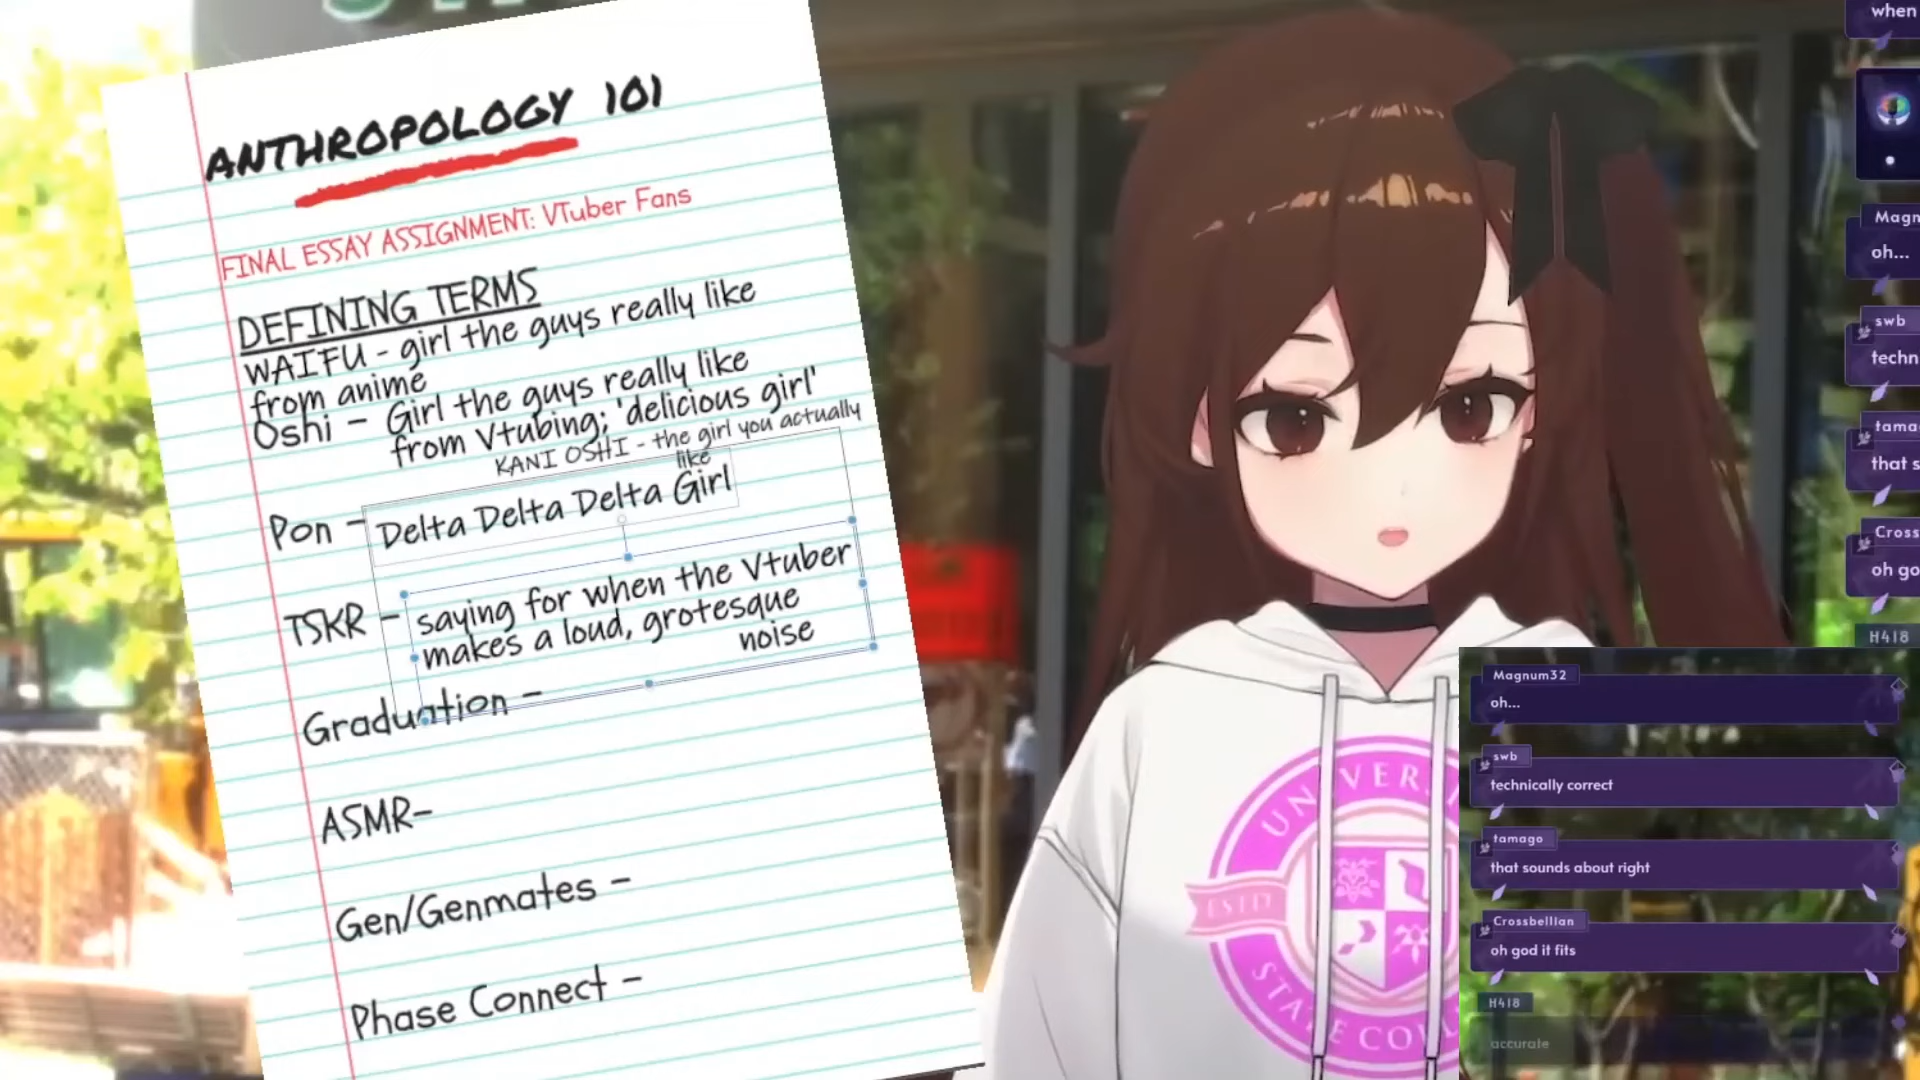 ANTHROPOLOGY 101
FINAL ESSAY ASSIGNMENT: VTuber Fans
DEFINING TERMS
WAIFU - girl the guys really like
from anime
Oshi - Girl the guys really like
from Vtubing; 'delicious girl'
KANI OSHI - the girl you actually
like
Pon - Delta Delta Delta Girl
TSKR - saying for when the Vtuber
makes a loud, grotesque
noise
Graduation -
ASMR-
Gen/Genmates -
Phase Connect -
when
Magn
oh...
swb
techn
tama
that s
Cross
oh go
H418
Magnum32
oh...
swb
technically correct
tamago
that sounds about right
Crossbellian
oh god it fits
H418
accurate
UNIVERSI
ESTD
STATE COLL